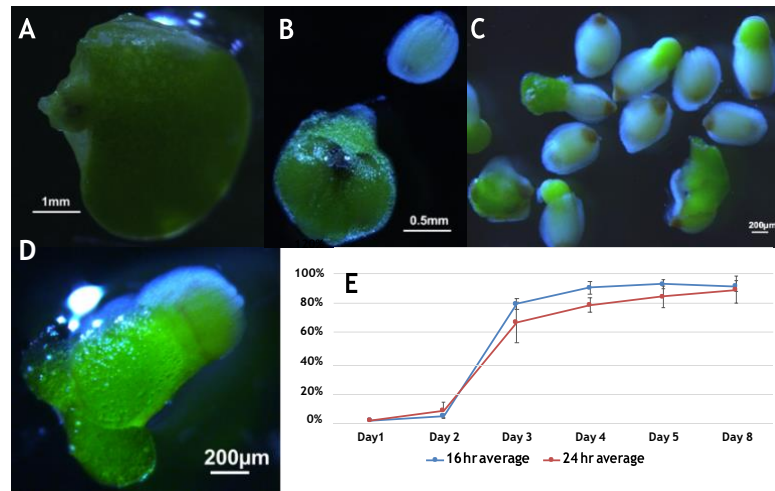 A
B
C
1mm
0.5mm
200µm
D
200µm
E
100%
80%
60%
40%
20%
0%
Day1
Day 2
Day 3
Day 4
Day 5
Day 8
16 hr average
24 hr average